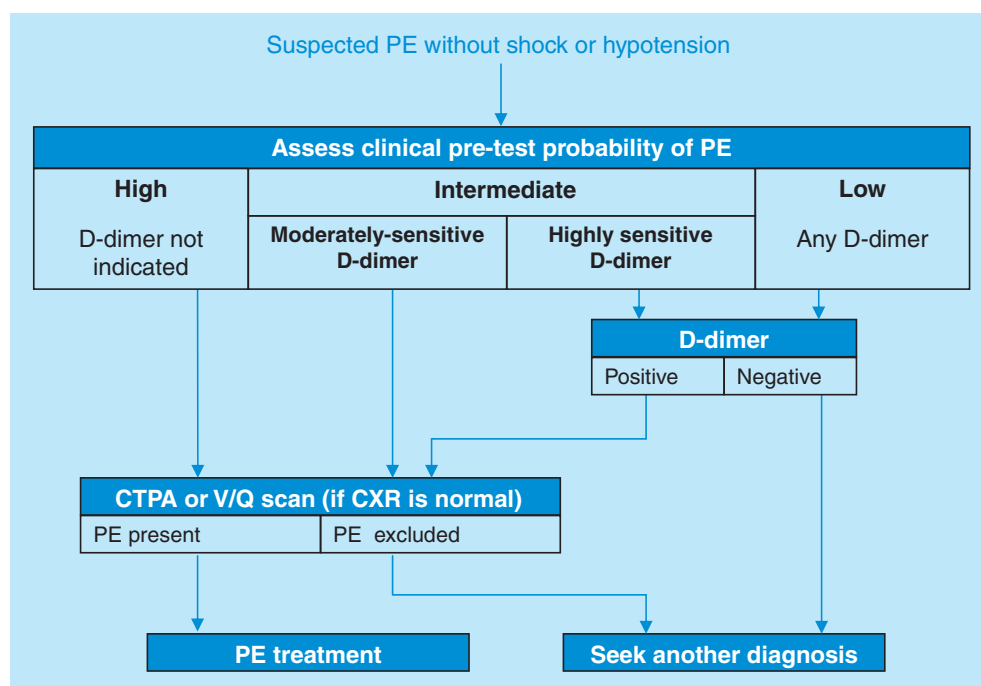 Suspected PE without shock or hypotension
Assess clinical pre-test probability of PE
High
D-dimer not
indicated
Intermediate
Moderately-sensitive
D-dimer
Highly sensitive
D-dimer
Low
Any D-dimer
D-dimer
Positive
Negative
CTPA or V/Q scan (if CXR is normal)
PE present
PE excluded
PE treatment
Seek another diagnosis